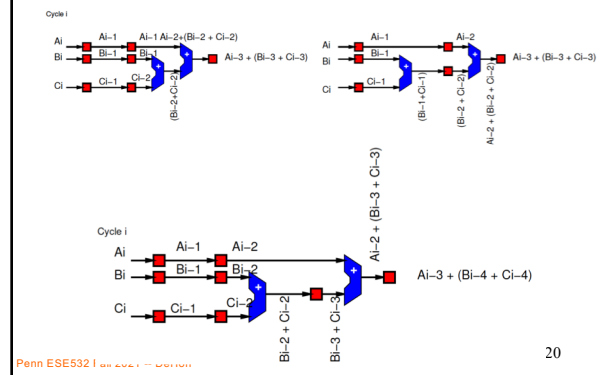 Cycle i
Ai Ai−1 Ai−1 Ai−2+(Bi−2 + Ci−2)
Bi Bi−1 Bi−1
Ai−3 + (Bi−3 + Ci−3)
Ci Ci−1 Ci−2
(Bi−2+Ci−2)
Ai Ai−1 Ai−2
Bi
Ai−3 + (Bi−3 + Ci−3)
Ci Ci−1
(Bi−1+Ci−1)
(Bi−2 + Ci−2)
Ai−2 + (Bi−2 + Ci−2)
Cycle i
Ai Ai−1 Ai−2
Bi Bi−1 Bi−2
Ci Ci−1 Ci−2
Bi−2 + Ci−2
Bi−3 + Ci−3
Ai−2 + (Bi−3 + Ci−3)
Ai−3 + (Bi−4 + Ci−4)
Penn ESE532
20